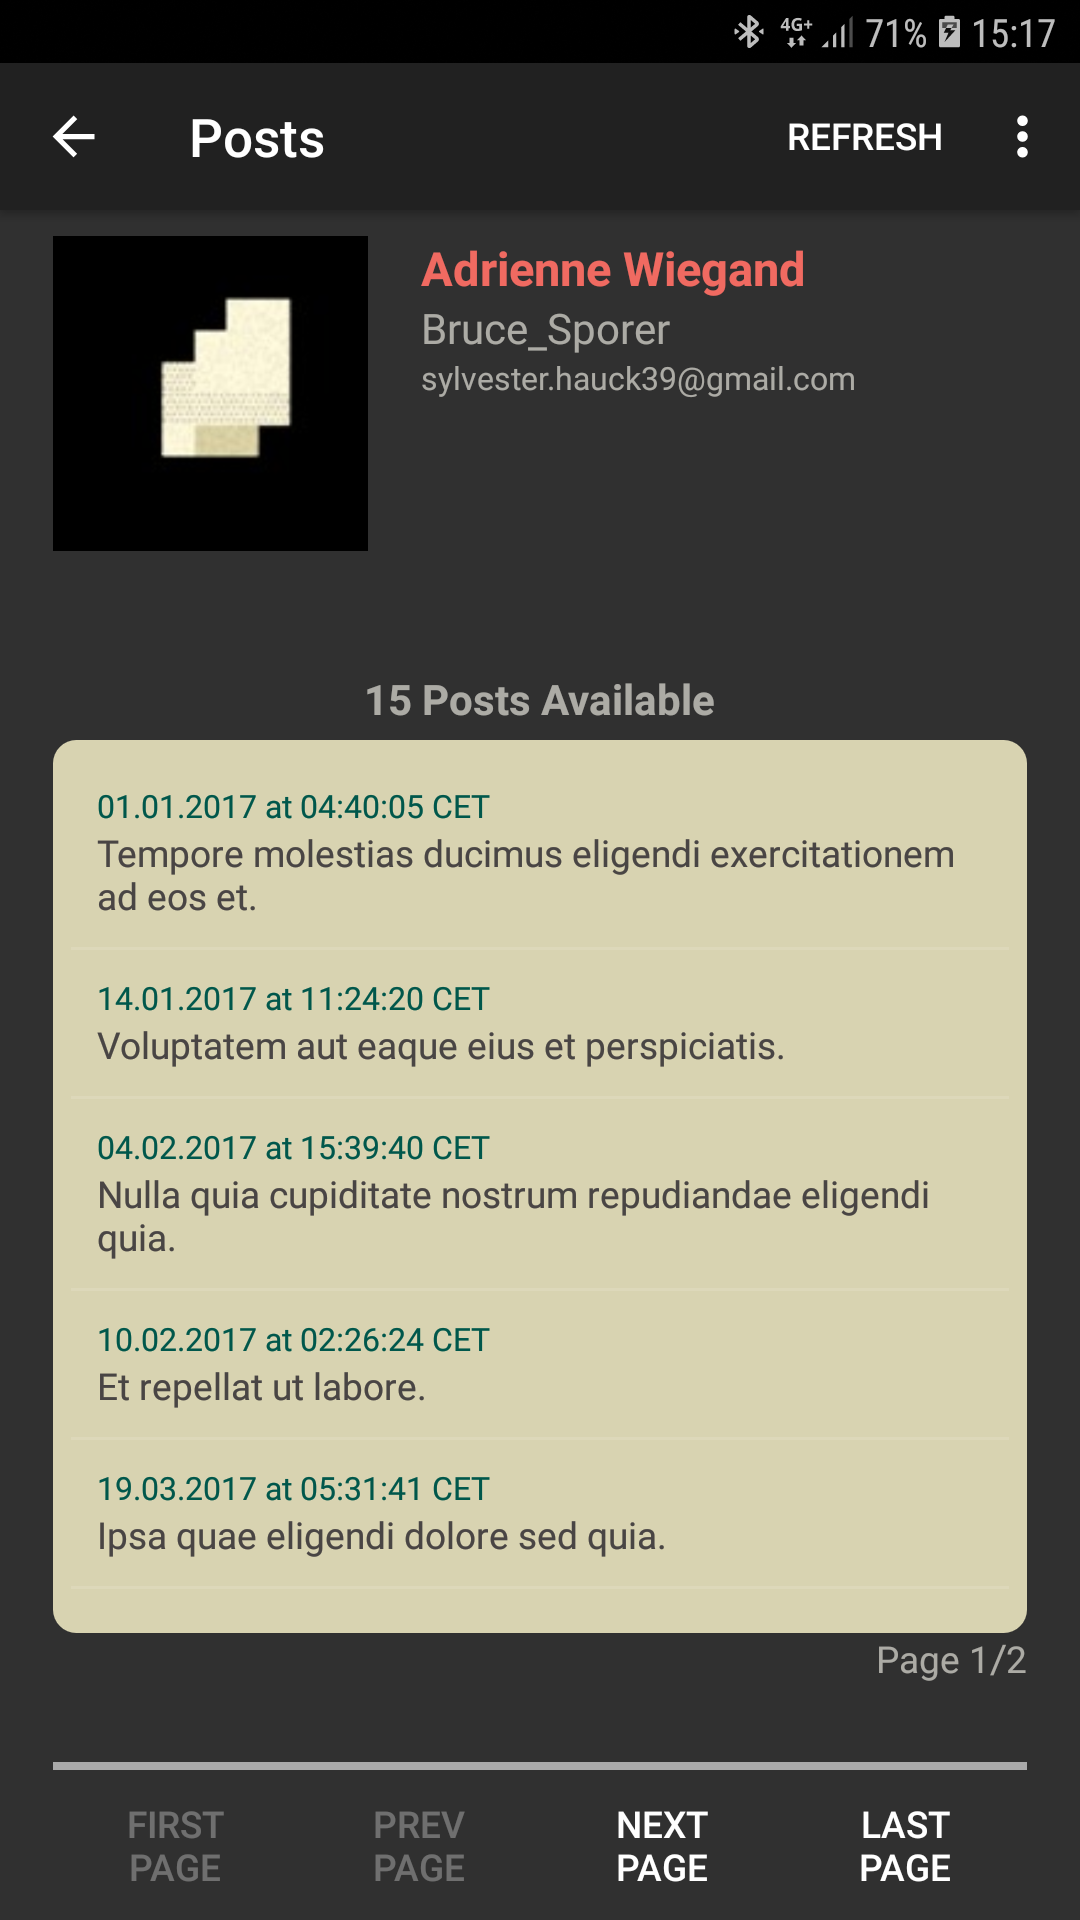 4G+ 71% 15:17
Posts REFRESH
Adrienne Wiegand
Bruce_Sporer
sylvester.hauck39@gmail.com
15 Posts Available
01.01.2017 at 04:40:05 CET
Tempore molestias ducimus eligendi exercitationem
ad eos et.
14.01.2017 at 11:24:20 CET
Voluptatem aut eaque eius et perspiciatis.
04.02.2017 at 15:39:40 CET
Nulla quia cupiditate nostrum repudiandae eligendi
quia.
10.02.2017 at 02:26:24 CET
Et repellat ut labore.
19.03.2017 at 05:31:41 CET
Ipsa quae eligendi dolore sed quia.
Page 1/2
FIRST PREV NEXT LAST
PAGE PAGE PAGE PAGE